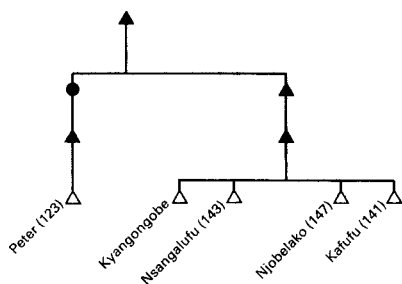 Peter (123)
Kyangongobe
Nsangalufu (143)
Njobelako (147)
Kafufu (141)